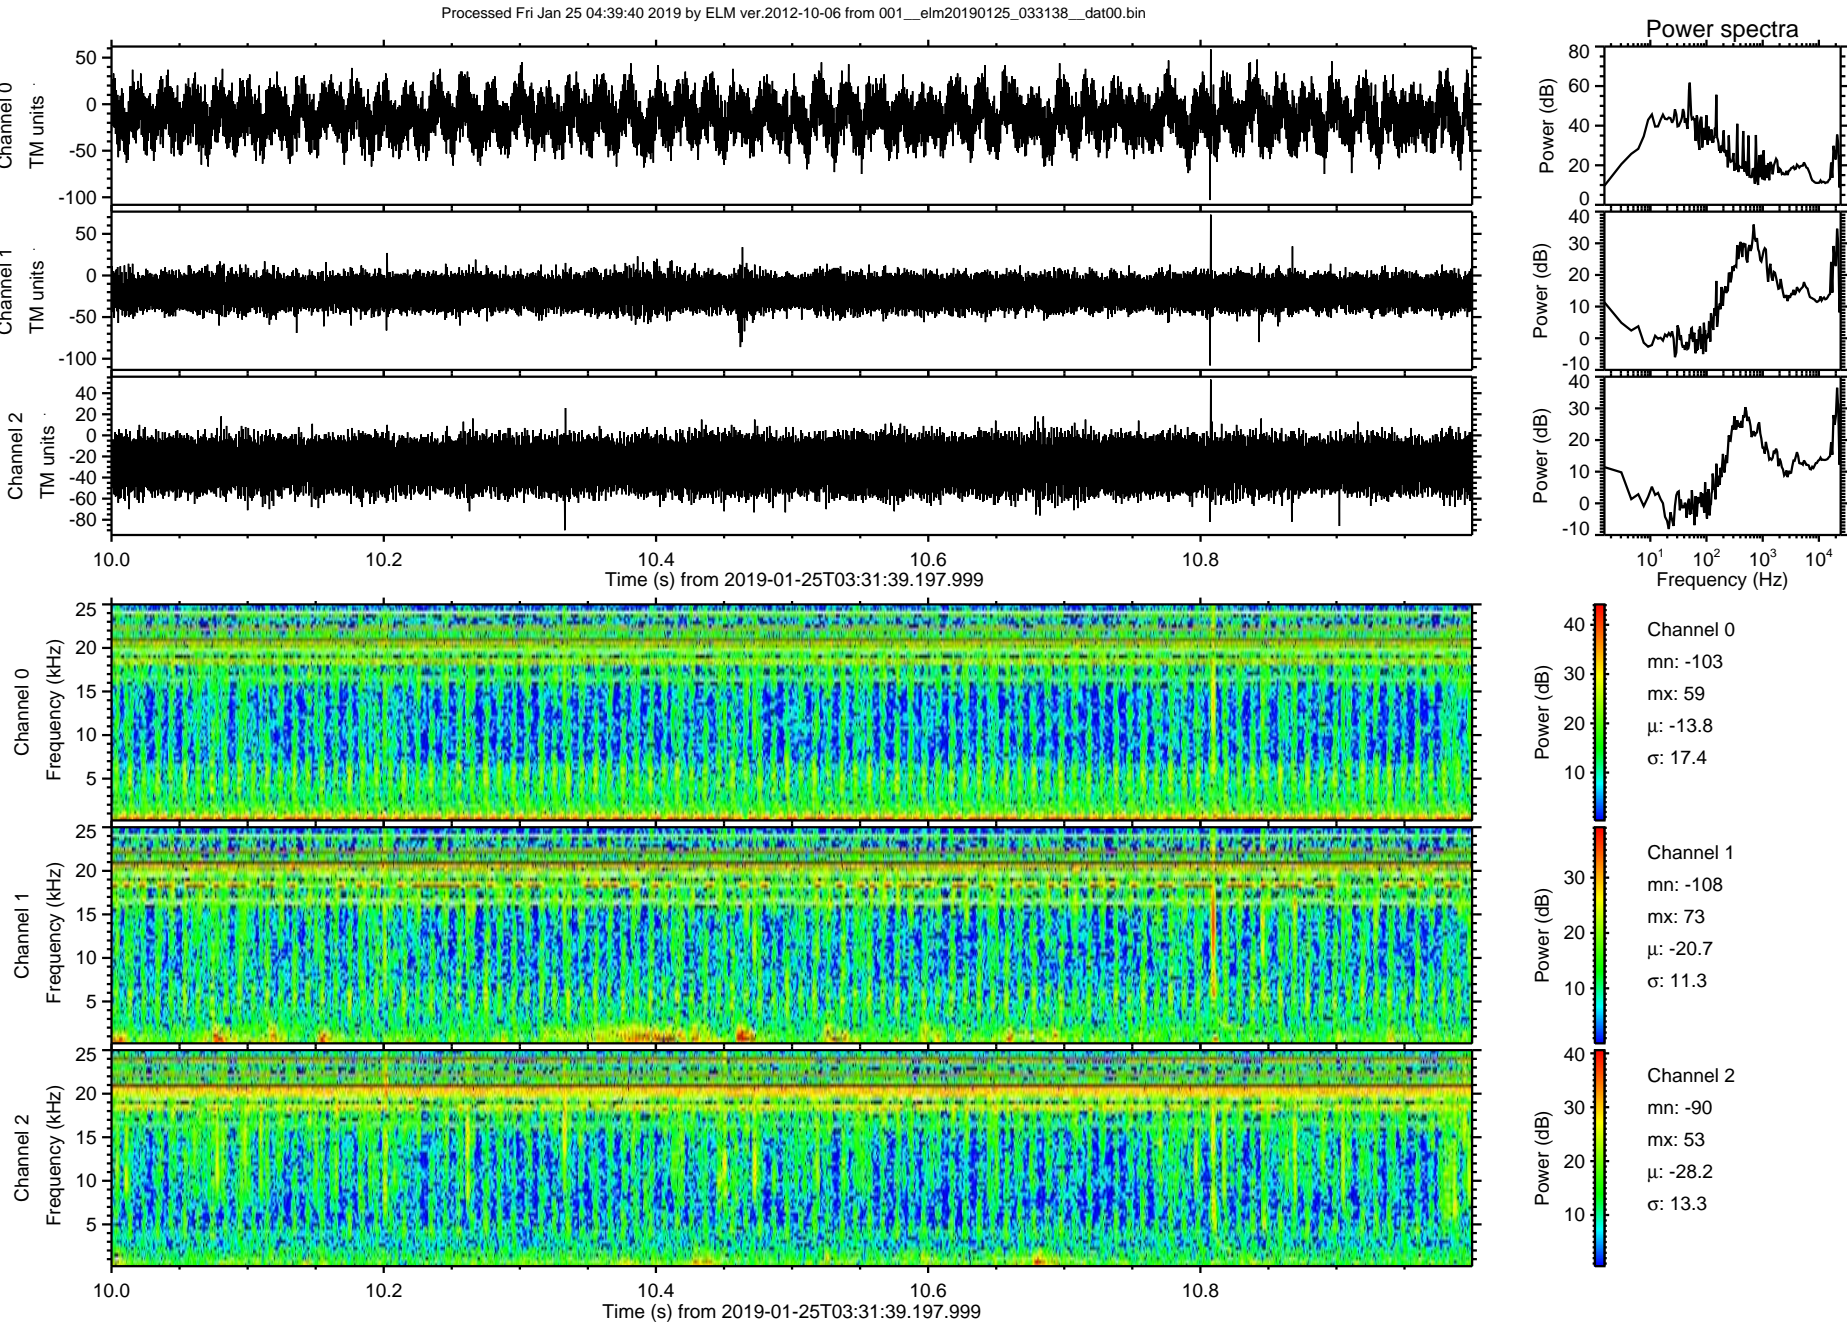 Processed Fri Jan 25 04:39:40 2019 by ELM ver.2012-10-06 from 001__elm20190125_033138__dat00.bin
Power spectra
Channel 0
TM units
50
0
-50
-100
Power (dB)
80
60
40
20
0
Channel 1
TM units
50
0
-50
-100
Power (dB)
40
30
20
10
0
-10
Channel 2
TM units
40
20
0
-20
-40
-60
-80
Power (dB)
40
30
20
10
0
-10
10.0 10.2 10.4 10.6 10.8
Time (s) from 2019-01-25T03:31:39.197.999
10¹ 10² 10³ 10⁴
Frequency (Hz)
Channel 0
Frequency (kHz)
25
20
15
10
5
Power (dB)
40
30
20
10
Channel 0
mn: -103
mx: 59
μ: -13.8
σ: 17.4
Channel 1
Frequency (kHz)
25
20
15
10
5
Power (dB)
30
20
10
Channel 1
mn: -108
mx: 73
μ: -20.7
σ: 11.3
Channel 2
Frequency (kHz)
25
20
15
10
5
Power (dB)
40
30
20
10
Channel 2
mn: -90
mx: 53
μ: -28.2
σ: 13.3
10.0 10.2 10.4 10.6 10.8
Time (s) from 2019-01-25T03:31:39.197.999